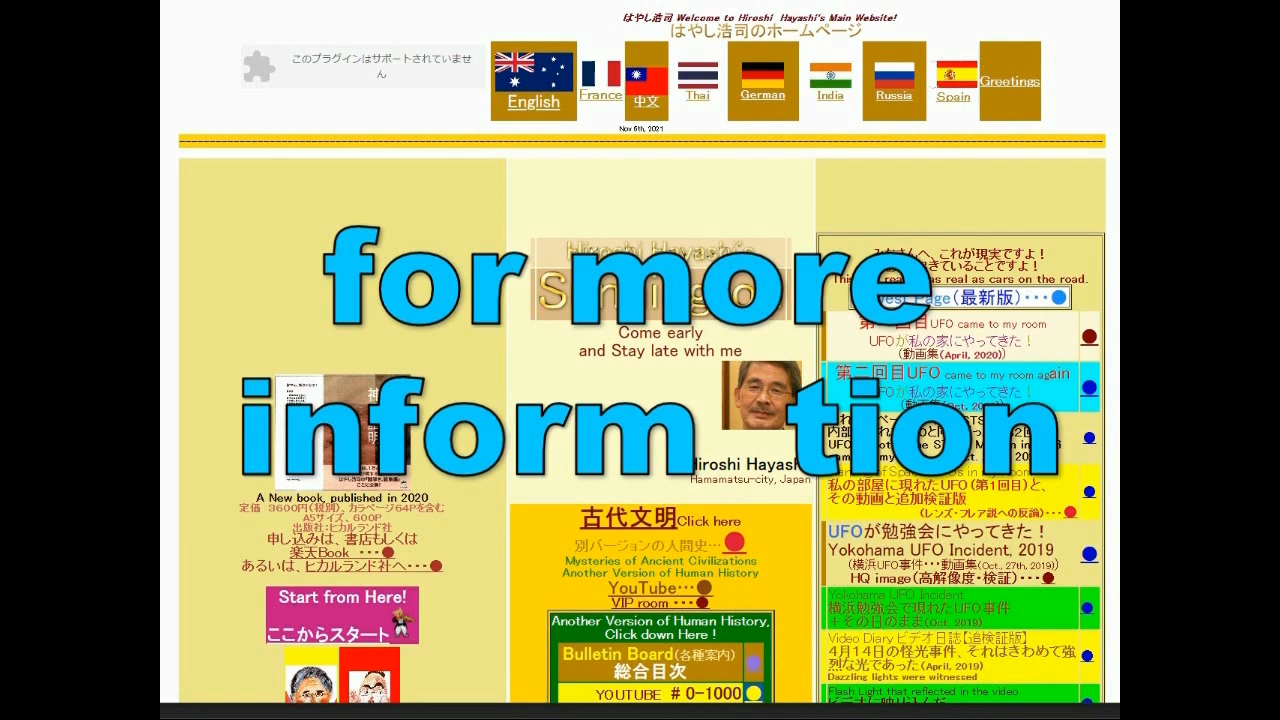 はやし浩司 Welcome to Hiroshi Hayashi's Main Website!
はやし浩司のホームページ
このプラグインはサポートされていませ
ん
English
France
中文
Thai
German
India
Russia
Spain
Greetings
Nov 6th, 2021
for more
inform tion
Hiroshi Hayashi's
Come early
and Stay late with me
Hiroshi Hayash
Hamamatsu-city, Japan
A New book, published in 2020
定価 3600円(税別)、カラページ64Pを含む
A5サイズ、600P
出版社:ヒカルランド社
申し込みは、書店もしくは
楽天Book ・・・●
あるいは、ヒカルランド社へ・・・●
Start from Here!
ここからスタート
古代文明Click here
別バージョンの人間史…●
Mysteries of Ancient Civilizations
Another Version of Human History
YouTube・・・●
VIP room ・・・●
Another Version of Human History,
Click down Here !
Bulletin Board(各種案内)
総合目次
YOUTUBE #0-1000
みなさんへ、これが現実ですよ!
きていることですよ!
as real as cars on the road.
Page(最新版)・・・●
回目UFO came to my room
UFOが私の家にやってきた!
(動画集(April, 2020))
第二回目UFO came to my room again
FOが私の家にやってきた!
私の部屋に現れたUFO(第1回目)と、
その動画と追加検証版
(レンズ・フレア説への反論)・・・●
UFOが勉強会にやってきた!
Yokohama UFO Incident, 2019
(横浜UFO事件・・・動画集(Oct., 27th, 2019))
HQ image(高解像度・検証)・・・●
Yokohama UFO Incident
横浜勉強会で現れたUFO事件
+その日のまま(Oct. 2019)
Video Diary ビデオ日誌【追検証版】
4月14日の怪光事件、それはきわめて強
烈な光であった(April, 2019)
Dazzling lights were witnessed
Flash Light that reflected in the video